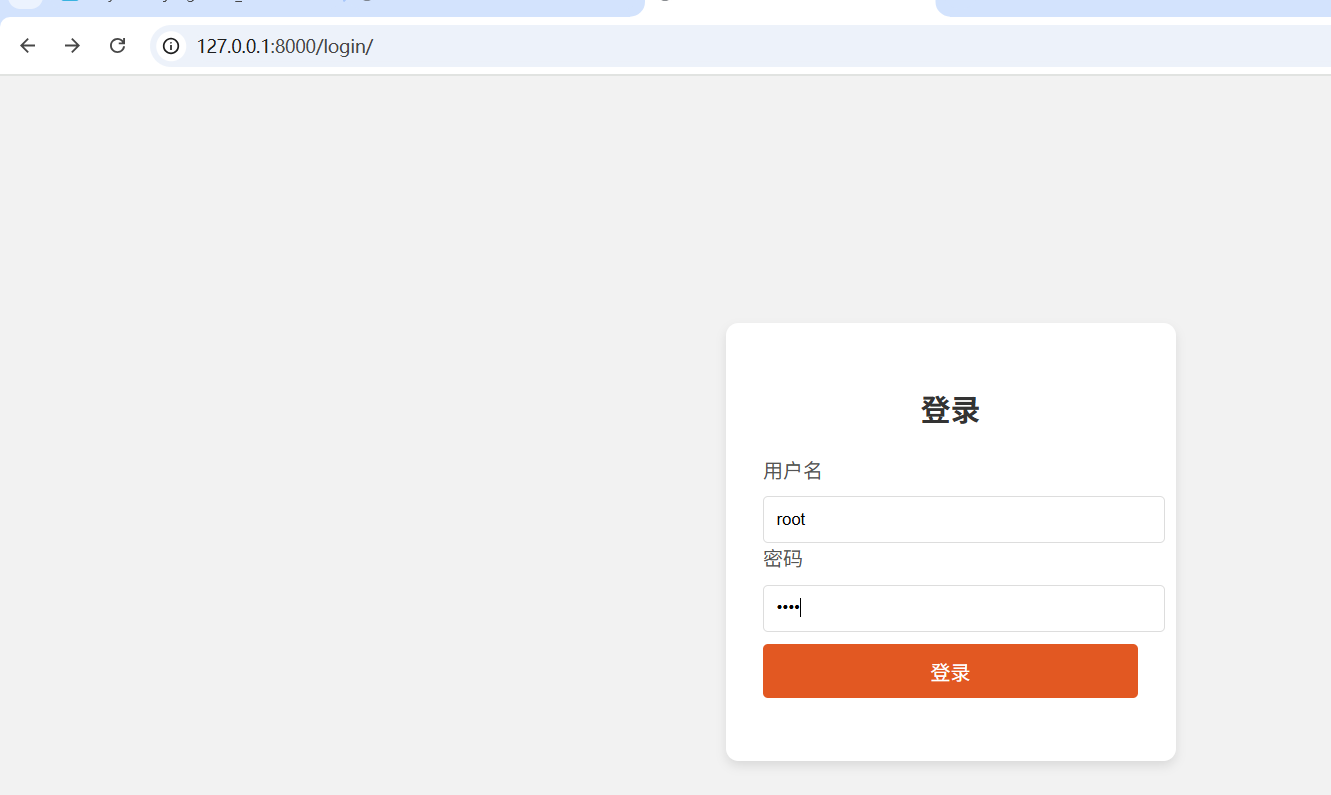 127.0.0.1:8000/login/
登录
用户名
root
密码
••••
登录